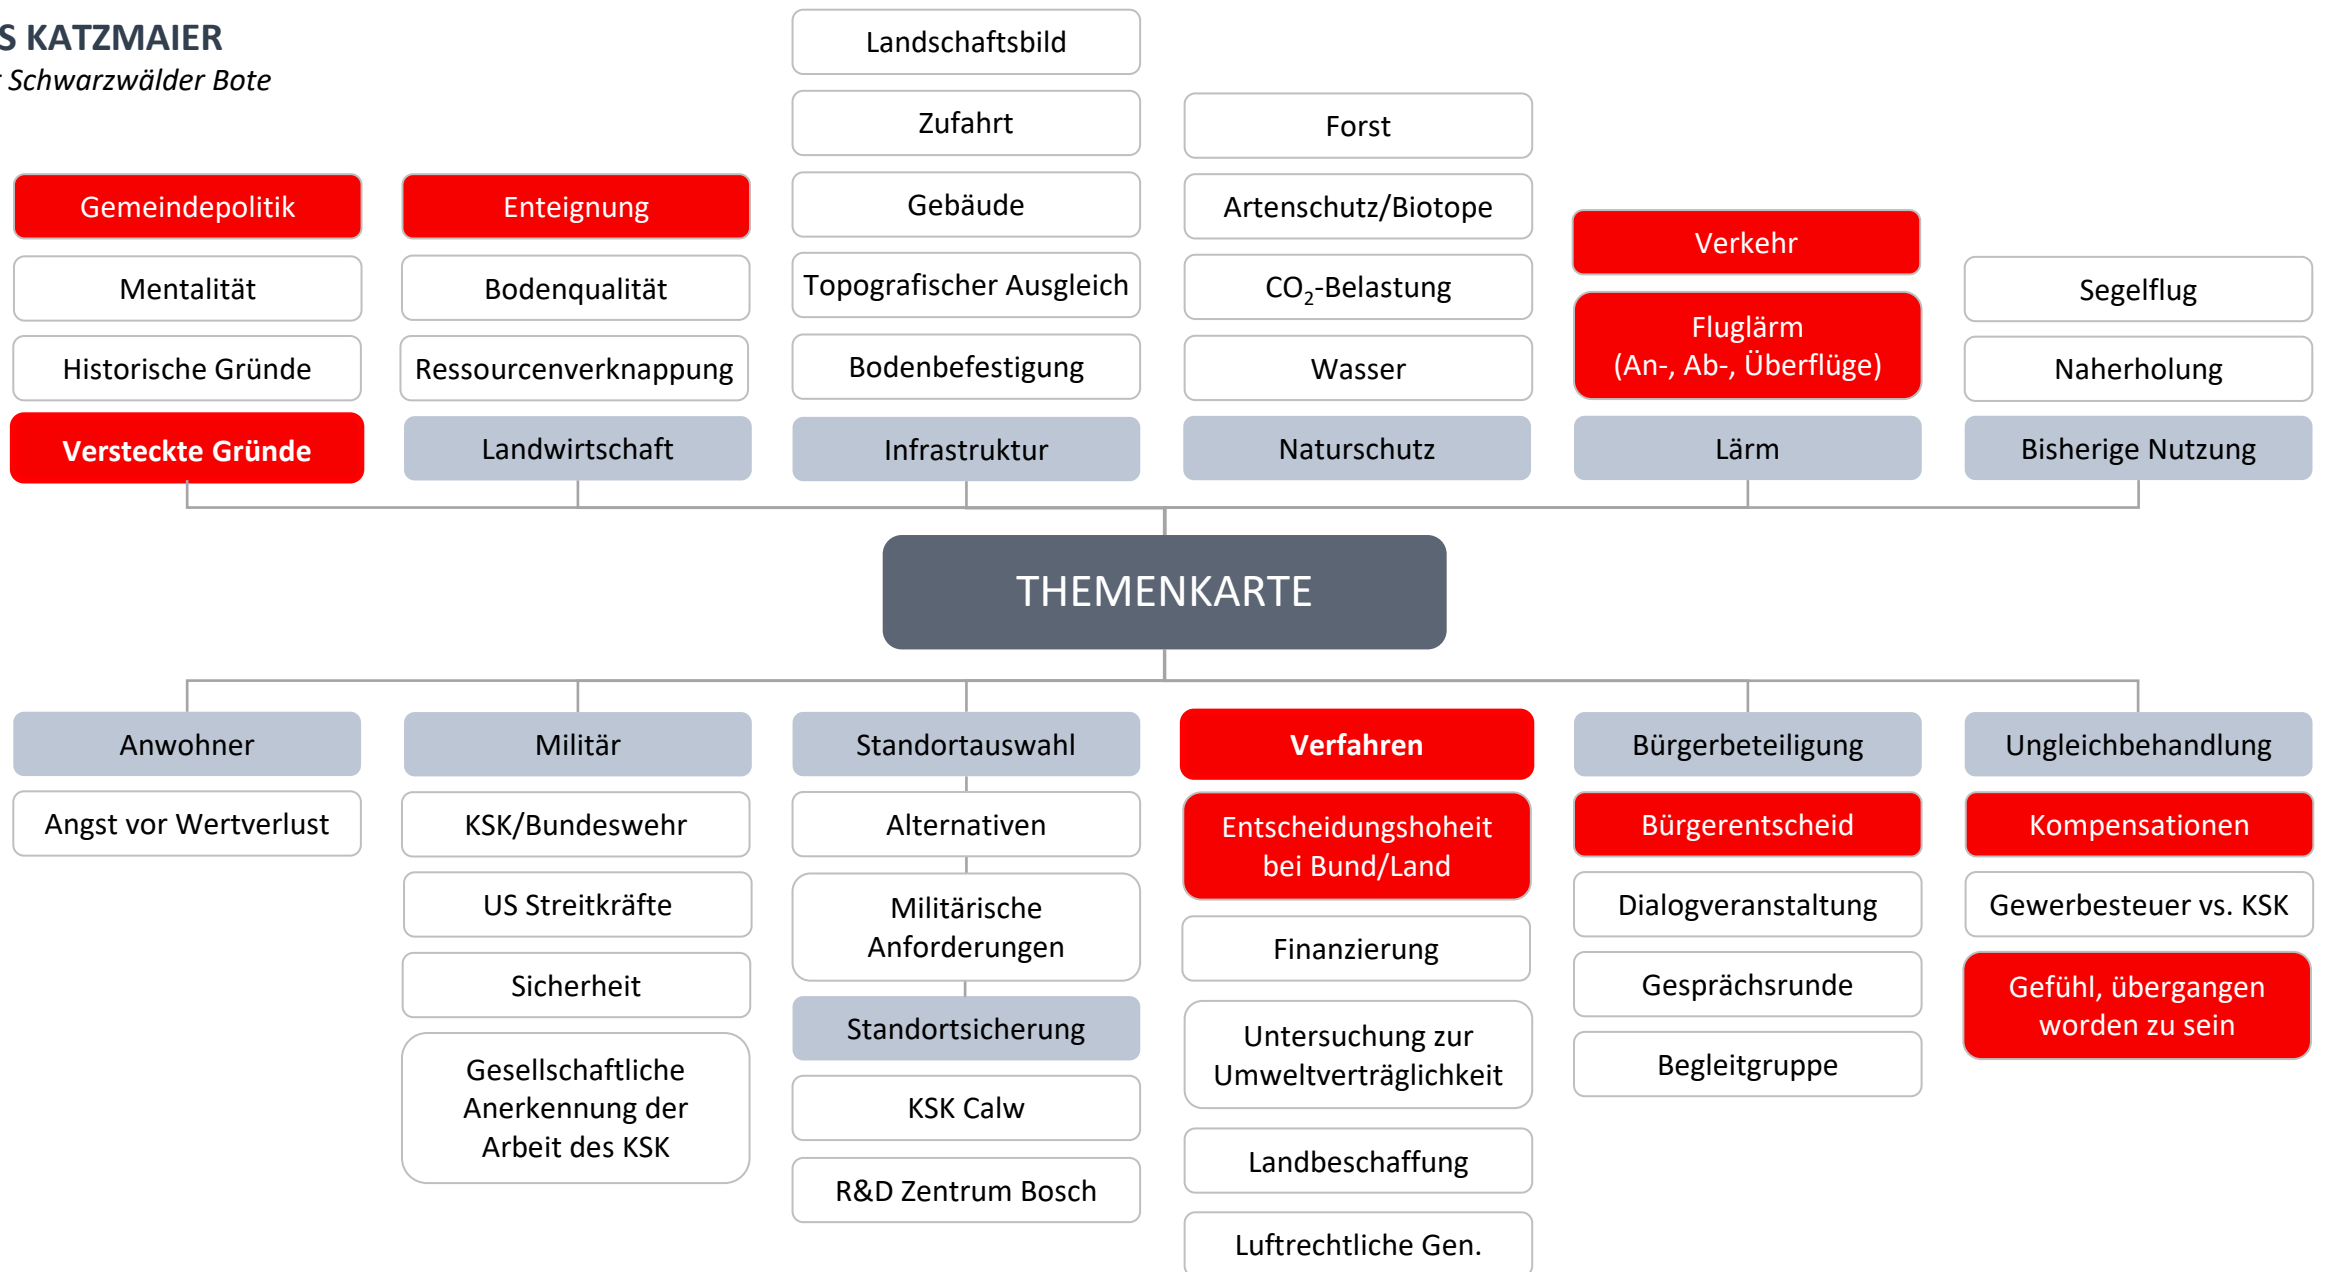 S KATZMAIER
Schwarzwälder Bote
Landschaftsbild
Zufahrt
Forst
Gemeindepolitik
Enteignung
Gebäude
Artenschutz/Biotope
Verkehr
Mentalität
Bodenqualität
Topografischer Ausgleich
CO₂-Belastung
Segelflug
Fluglärm
(An-, Ab-, Überflüge)
Historische Gründe
Ressourcenverknappung
Bodenbefestigung
Wasser
Naherholung
Versteckte Gründe
Landwirtschaft
Infrastruktur
Naturschutz
Lärm
Bisherige Nutzung
THEMENKARTE
Anwohner
Militär
Standortauswahl
Verfahren
Bürgerbeteiligung
Ungleichbehandlung
Angst vor Wertverlust
KSK/Bundeswehr
US Streitkräfte
Sicherheit
Gesellschaftliche
Anerkennung der
Arbeit des KSK
Alternativen
Militärische
Anforderungen
Standortsicherung
KSK Calw
R&D Zentrum Bosch
Entscheidungshoheit
bei Bund/Land
Finanzierung
Untersuchung zur
Umweltverträglichkeit
Landbeschaffung
Luftrechtliche Gen.
Bürgerentscheid
Dialogveranstaltung
Gesprächsrunde
Begleitgruppe
Kompensationen
Gewerbesteuer vs. KSK
Gefühl, übergangen
worden zu sein